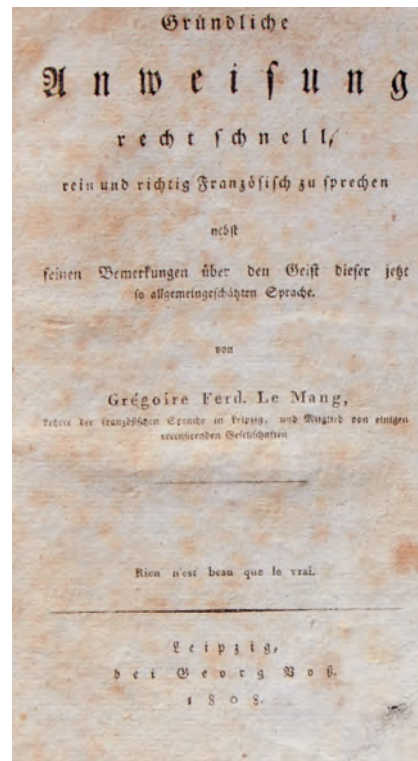 Gründliche
Anweisung
recht schnell,
rein und richtig Französisch zu sprechen
nebst
seinen Bemerkungen über den Geist dieser jetzt
so allgemeingeschätzten Sprache.
von
Grégoire Ferd. Le Mang,
Lehrer der französischen Sprache in Leipzig, und Mitglied von einigen
recensirenden Gesellschaften
Rien n'est beau que le vrai.
Leipzig,
bei Georg Voß.
1808.